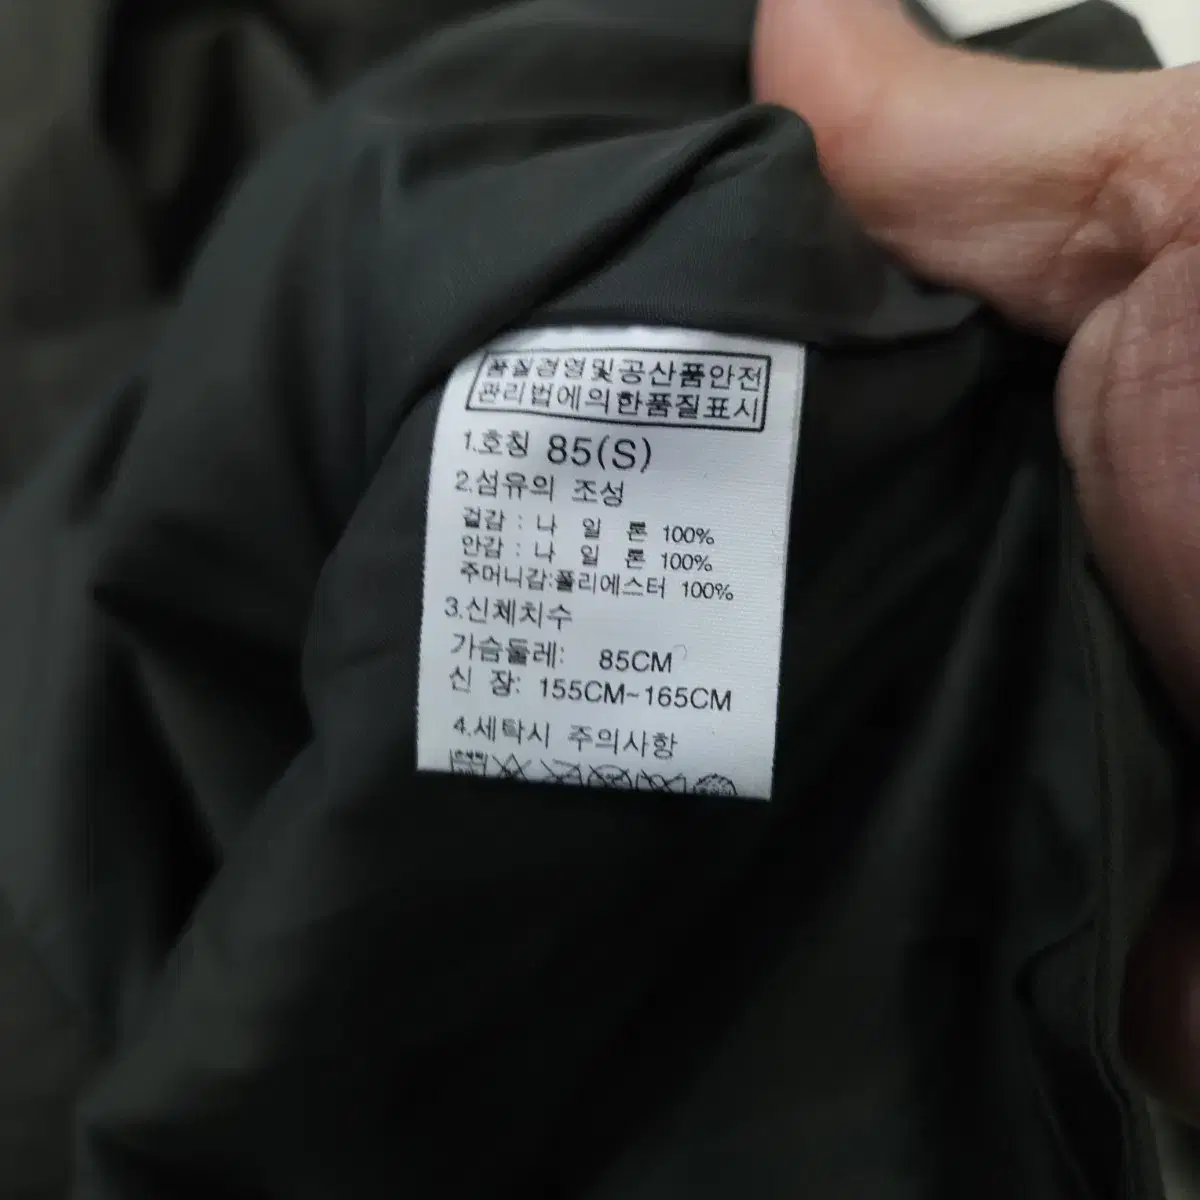 품질경영및공산품안전
관리법에의한품질표시
1.호칭 85(S)
2.섬유의 조성
겉감 : 나 일 론 100%
안감 : 나 일 론 100%
주머니감:폴리에스터 100%
3.신체치수
가슴둘레: 85CM
신 장: 155CM~165CM
4.세탁시 주의사항